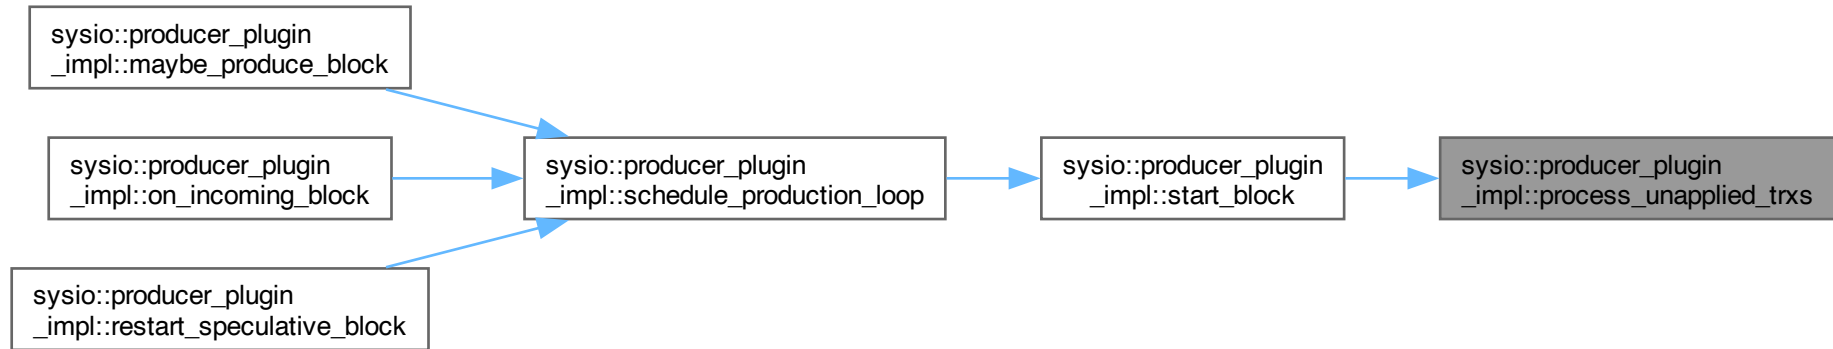 sysio::producer_plugin
_impl::maybe_produce_block
sysio::producer_plugin
_impl::on_incoming_block
sysio::producer_plugin
_impl::restart_speculative_block
sysio::producer_plugin
_impl::schedule_production_loop
sysio::producer_plugin
_impl::start_block
sysio::producer_plugin
_impl::process_unapplied_trxs